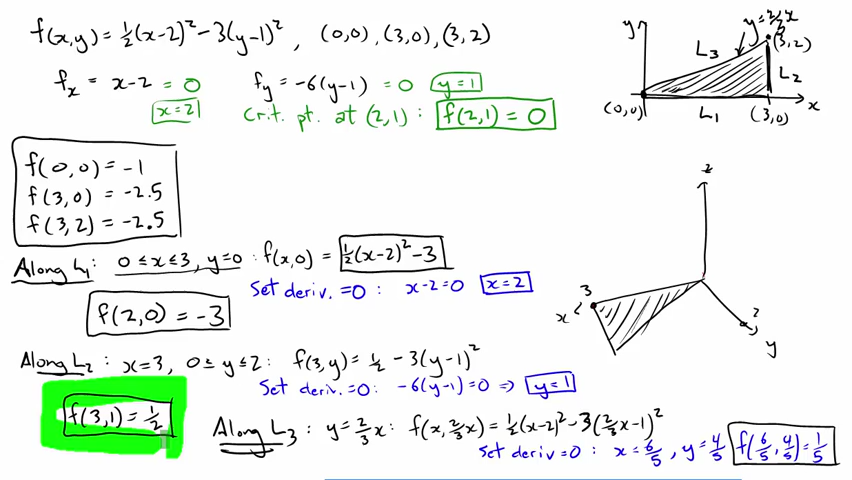 f(x,y) = ½(x-2)² - 3(y-1)² , (0,0), (3,0), (3,2)
f_x = x-2 = 0 f_y = -6(y-1) = 0 y=1
x=2
crit. pt. at (2,1): f(2,1) = 0
y
y=2/3x
(3,2)
L3
L2
(0,0)
L1
(3,0)
x
f(0,0) = -1
f(3,0) = -2.5
f(3,2) = -2.5
z
Along L1: 0≤x≤3, y=0: f(x,0) = ½(x-2)² - 3
Set deriv. =0: x-2=0 x=2
f(2,0) = -3
3
x
2
y
Along L2: x=3, 0≤y≤2: f(3,y) = ½ - 3(y-1)²
Set deriv. =0: -6(y-1)=0 ⇒ y=1
f(3,1) = ½
Along L3: y=2/3x: f(x,2/3x) = ½(x-2)² - 3(2/3x-1)²
Set deriv=0: x=6/5, y=4/5 f(6/5,4/5)=1/5